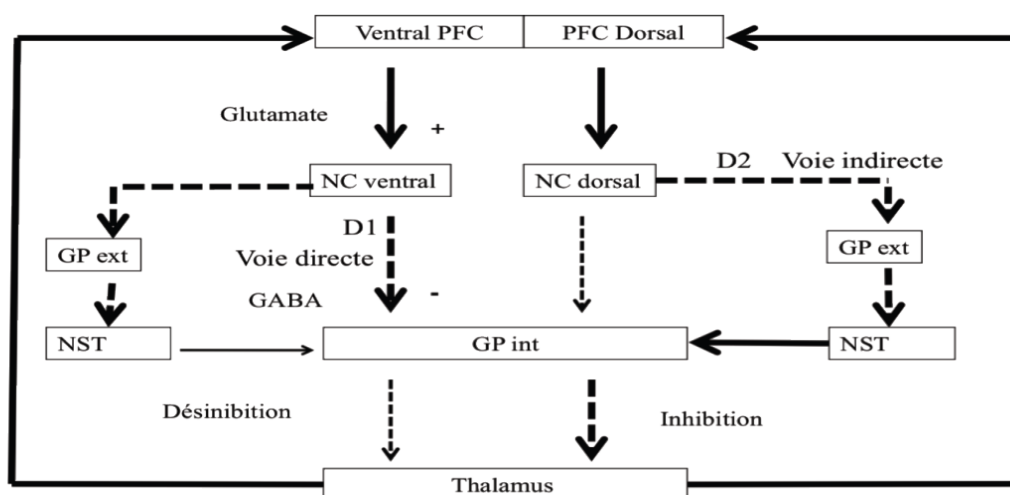 Ventral PFC PFC Dorsal
Glutamate
+
D2 Voie indirecte
NC ventral NC dorsal
D1
GP ext Voie directe GP ext
GABA -
NST GP int NST
Désinibition Inhibition
Thalamus